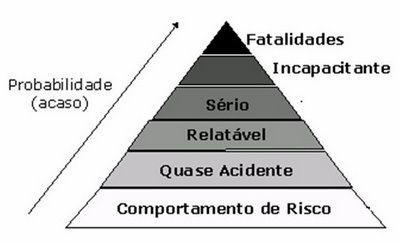 Fatalidades
Incapacitante
Probabilidade
(acaso)
Sério
Relatável
Quase Acidente
Comportamento de Risco